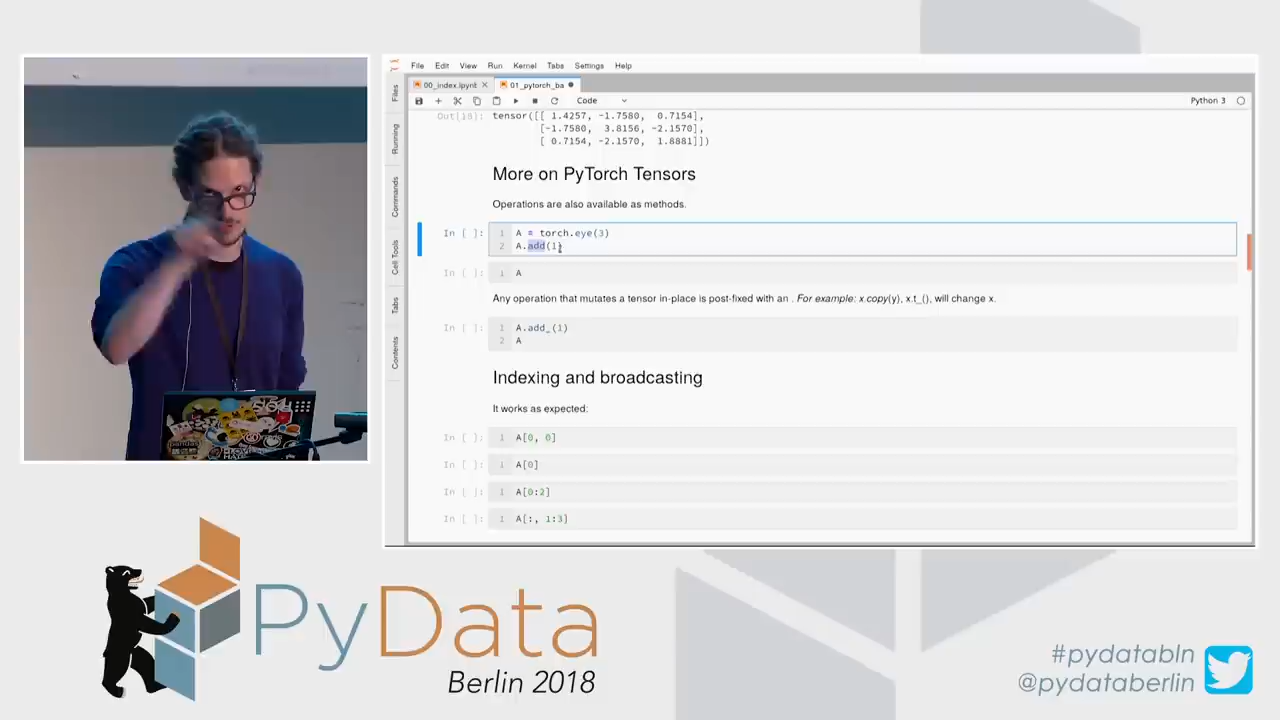 File Edit View Run Kernel Tabs Settings Help
00_index.ipynb
01_pytorch_ba
Code
Python 3
Files
Running
Commands
Cell Tools
Tabs
Contents
Out[18]: tensor([[ 1.4257, -1.7580, 0.7154],
[-1.7580, 3.8156, -2.1570],
[ 0.7154, -2.1570, 1.8881]])
More on PyTorch Tensors
Operations are also available as methods.
In [ ]: 1 A = torch.eye(3)
2 A.add(1)
In [ ]: 1 A
Any operation that mutates a tensor in-place is post-fixed with an . For example: x.copy(y), x.t_(), will change x.
In [ ]: 1 A.add_(1)
2 A
Indexing and broadcasting
It works as expected:
In [ ]: 1 A[0, 0]
In [ ]: 1 A[0]
In [ ]: 1 A[0:2]
In [ ]: 1 A[:, 1:3]
pandas
PyData
Berlin 2018
#pydatabln
@pydataberlin